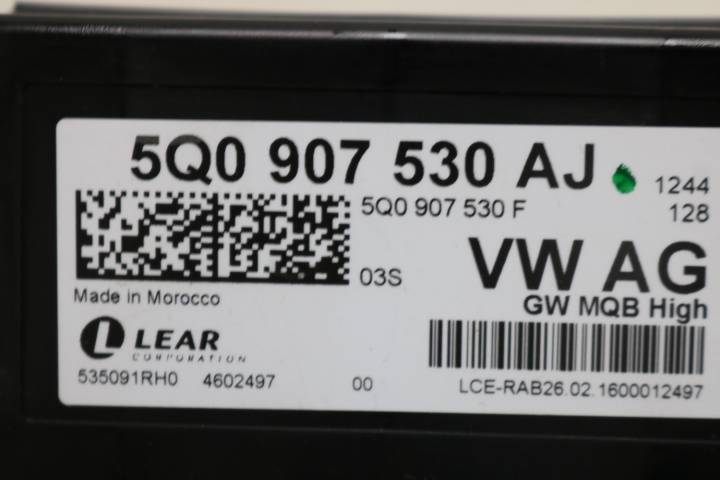 5Q0 907 530 AJ
1244
5Q0 907 530 F
128
03S
VW AG
Made in Morocco
GW MQB High
LEAR
CORPORATION
535091RH0 4602497 00
LCE-RAB26.02.1600012497